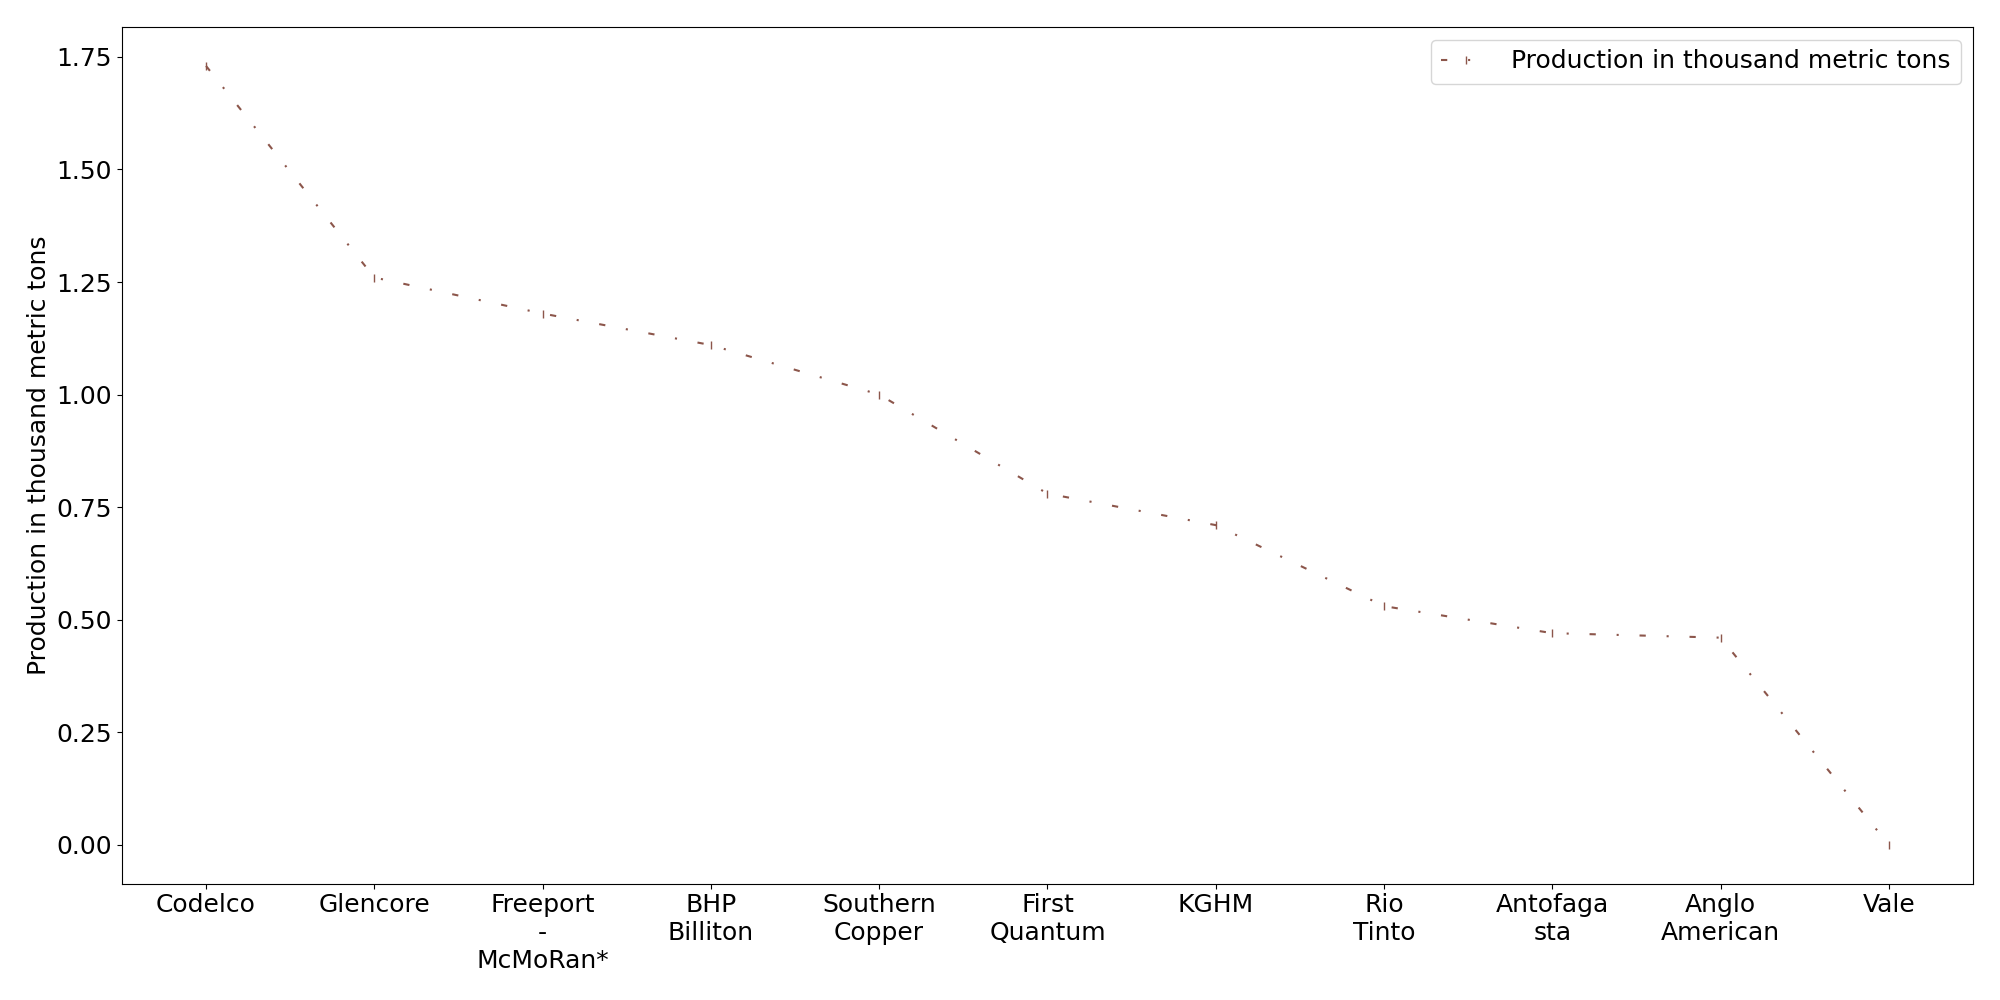 Production in thousand metric tons
Production in thousand metric tons
1.75
1.50
1.25
1.00
0.75
0.50
0.25
0.00
Codelco
Glencore
Freeport
-
McMoRan*
BHP
Billiton
Southern
Copper
First
Quantum
KGHM
Rio
Tinto
Antofaga
sta
Anglo
American
Vale